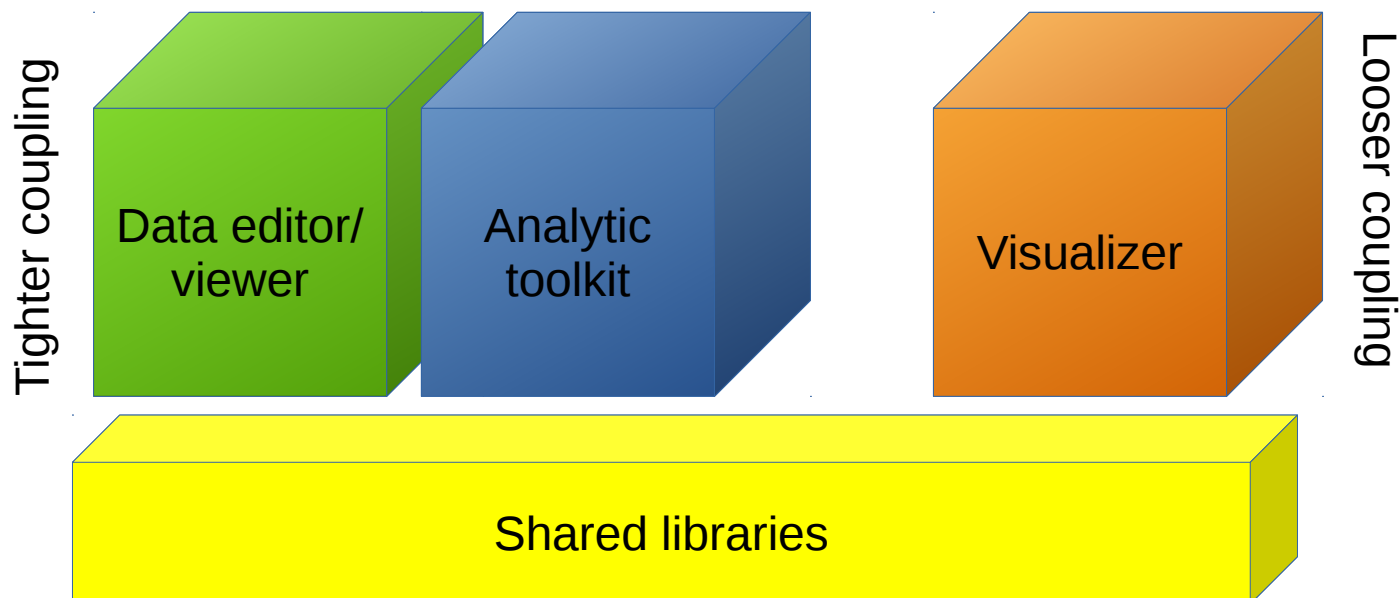 Tighter coupling
Data editor/
viewer
Analytic
toolkit
Visualizer
Looser coupling
Shared libraries